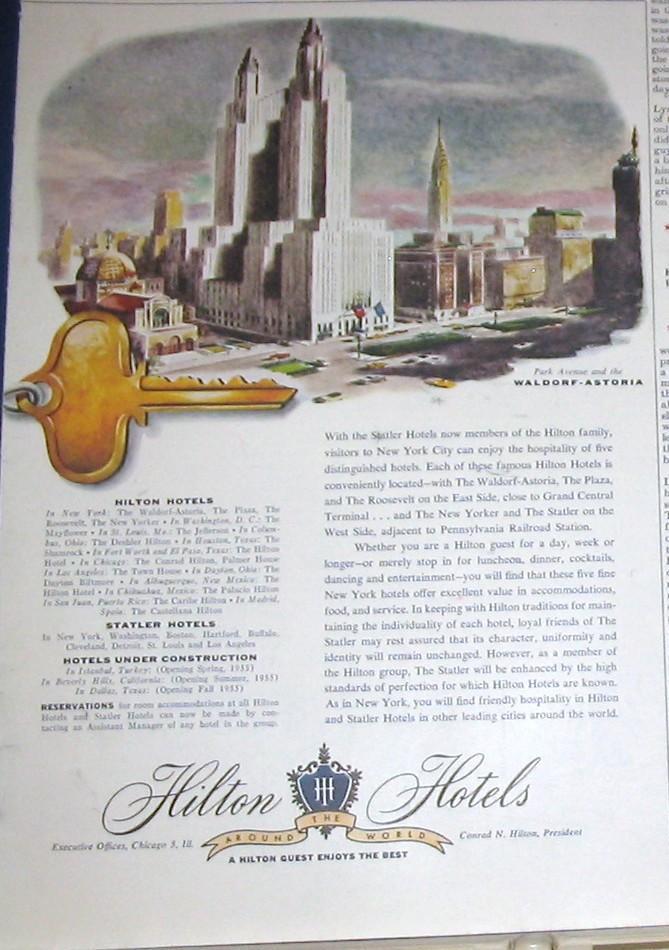 Park Avenue and the
WALDORF-ASTORIA
With the Statler Hotels now members of the Hilton family,
visitors to New York City can enjoy the hospitality of five
distinguished hotels. Each of these famous Hilton Hotels is
conveniently located—with The Waldorf-Astoria, The Plaza,
and The Roosevelt on the East Side, close to Grand Central
Terminal . . . and The New Yorker and The Statler on the
West Side, adjacent to Pennsylvania Railroad Station.
Whether you are a Hilton guest for a day, week or
longer—or merely stop in for luncheon, dinner, cocktails,
dancing and entertainment—you will find that these five fine
New York hotels offer excellent value in accommodations,
food, and service. In keeping with Hilton traditions for main-
taining the individuality of each hotel, loyal friends of The
Statler may rest assured that its character, uniformity and
identity will remain unchanged. However, as a member of
the Hilton group, The Statler will be enhanced by the high
standards of perfection for which Hilton Hotels are known.
As in New York, you will find friendly hospitality in Hilton
and Statler Hotels in other leading cities around the world.
HILTON HOTELS
In New York: The Waldorf-Astoria, The Plaza, The
Roosevelt, The New Yorker • In Washington, D. C.: The
Mayflower • In St. Louis, Mo.: The Jefferson • In Colum-
bus, Ohio: The Deshler Hilton • In Houston, Texas: The
Shamrock • In Fort Worth and El Paso, Texas: The Hilton
Hotel • In Chicago: The Conrad Hilton, Palmer House
In Los Angeles: The Town House • In Dayton, Ohio: The
Dayton Biltmore • In Albuquerque, New Mexico: The
Hilton Hotel • In Chihuahua, Mexico: The Palacio Hilton
In San Juan, Puerto Rico: The Caribe Hilton • In Madrid,
Spain: The Castellana Hilton
STATLER HOTELS
In New York, Washington, Boston, Hartford, Buffalo,
Cleveland, Detroit, St. Louis and Los Angeles
HOTELS UNDER CONSTRUCTION
In Istanbul, Turkey: (Opening Spring, 1955)
In Beverly Hills, California: (Opening Summer, 1955)
In Dallas, Texas: (Opening Fall 1955)
RESERVATIONS for room accommodations at all Hilton
Hotels and Statler Hotels can now be made by con-
tacting an Assistant Manager of any hotel in the group.
Hilton Hotels
H
THE
AROUND WORLD
Executive Offices, Chicago 5, Ill.
Conrad N. Hilton, President
A HILTON GUEST ENJOYS THE BEST